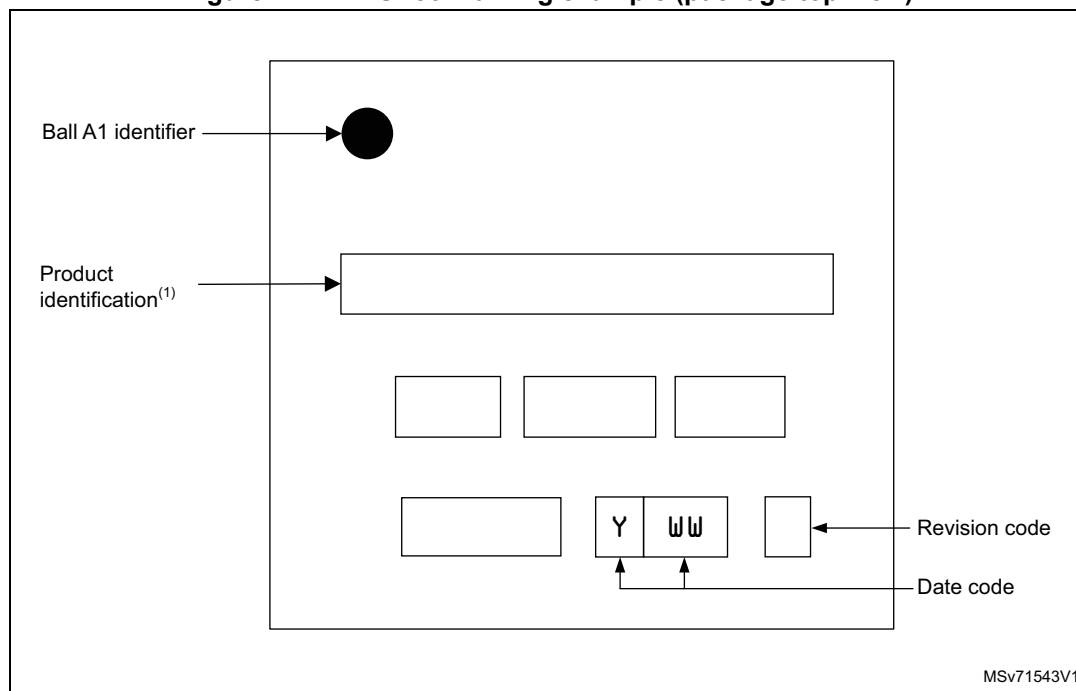 Ball A1 identifier
Product
identification(1)
Y WW
Revision code
Date code
MSv71543V1